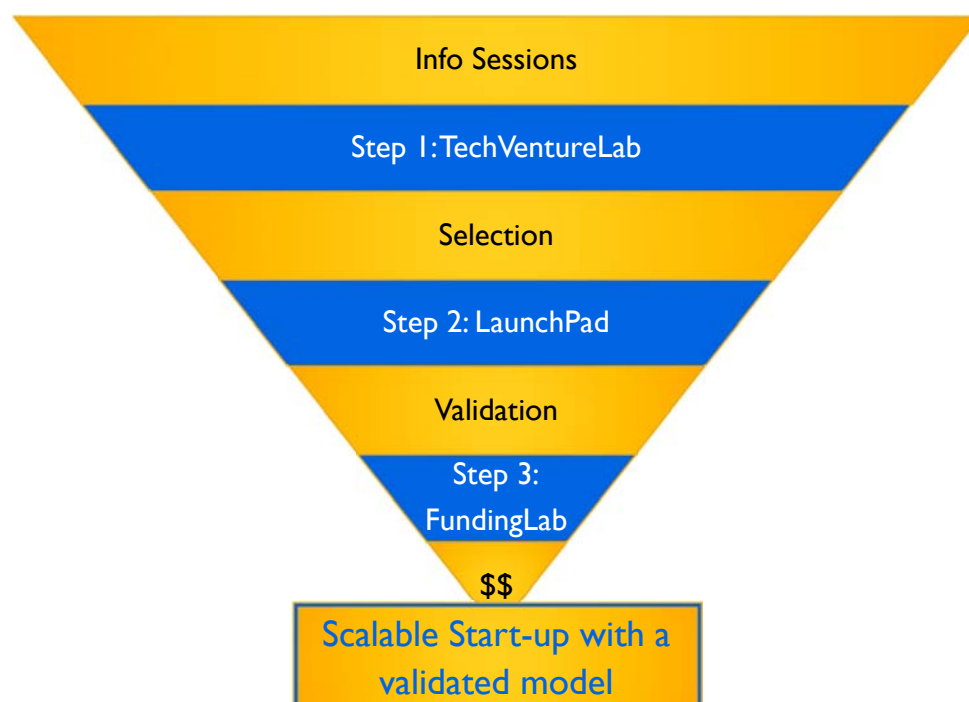 Info Sessions
Step 1: TechVentureLab
Selection
Step 2: LaunchPad
Validation
Step 3:
FundingLab
$$
Scalable Start-up with a
validated model